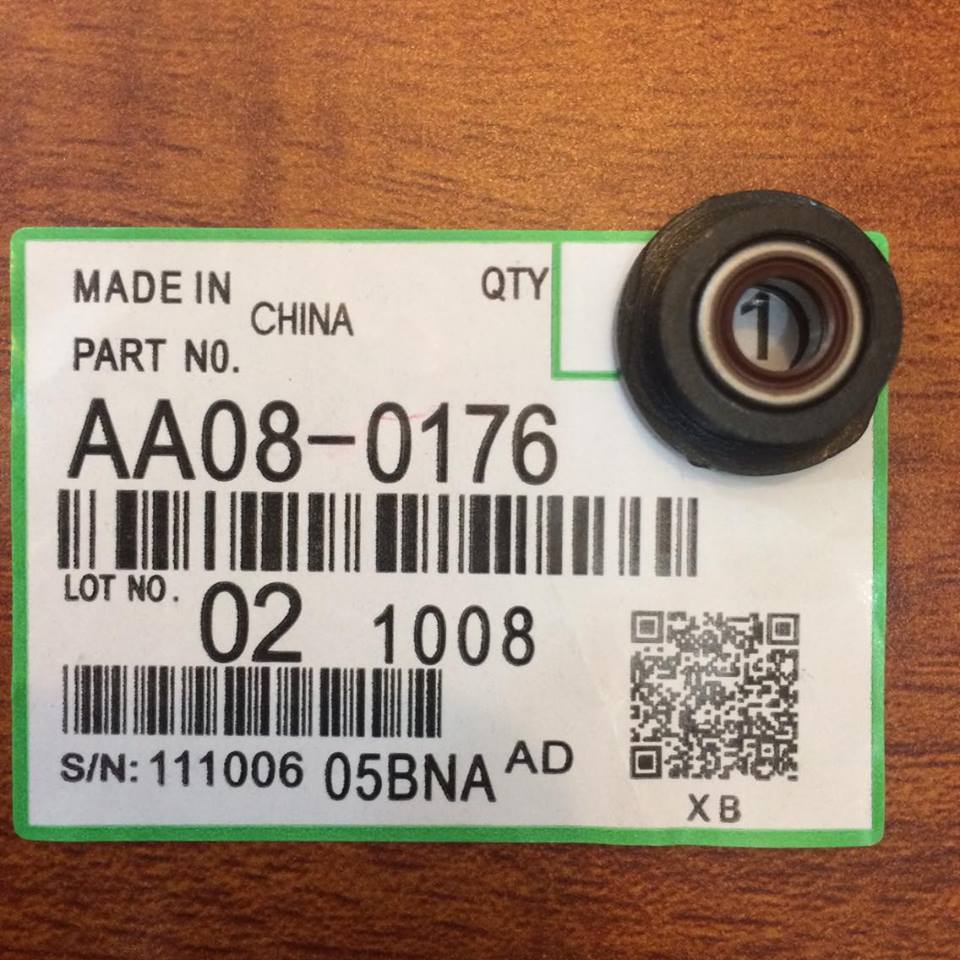 MADE IN
CHINA
QTY
1
PART NO.
AA08-0176
LOT NO.
02 1008
S/N: 111006 05BNA AD
XB